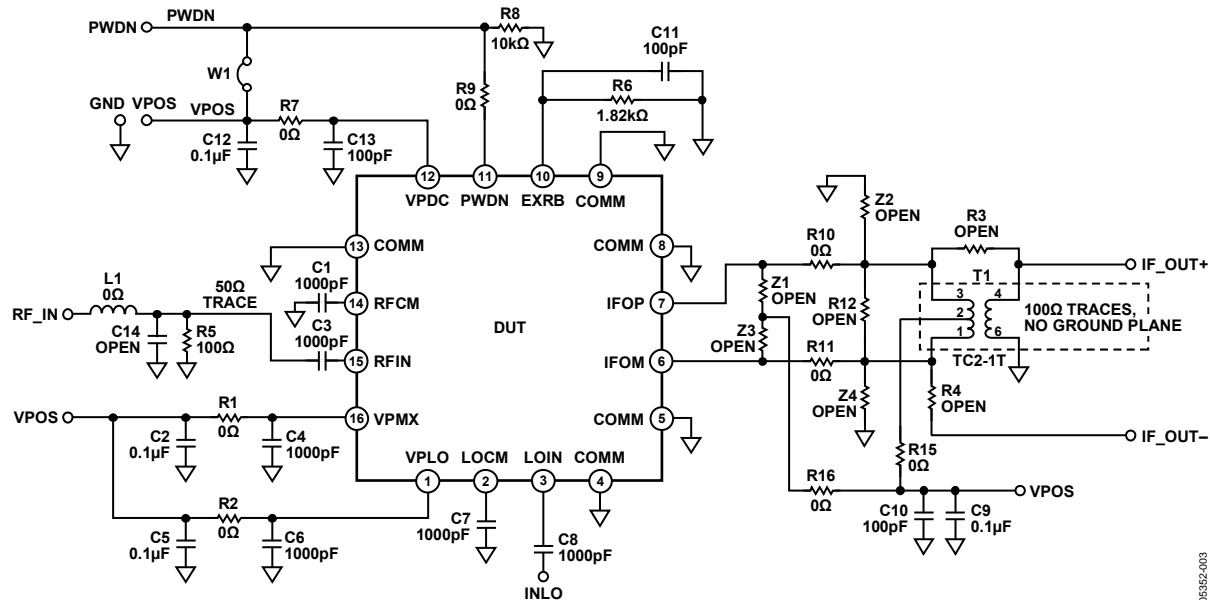 PWDN
PWDN
R8
10kΩ
C11
100pF
W1
R9
0Ω
R6
1.82kΩ
GND VPOS
VPOS
R7
0Ω
C12
0.1µF
C13
100pF
12 11 10 9
VPDC PWDN EXRB COMM
Z2
OPEN
R3
OPEN
13 COMM
COMM 8
R10
0Ω
IF_OUT+
L1
0Ω
50Ω
TRACE
C1
1000pF
14 RFCM
DUT
IFOP 7
Z1
OPEN
R12
OPEN
T1
3 4
2
1 6
100Ω TRACES,
NO GROUND PLANE
TC2-1T
RF_IN
C14
OPEN
R5
100Ω
C3
1000pF
15 RFIN
IFOM 6
Z3
OPEN
R11
0Ω
Z4
OPEN
R4
OPEN
VPOS
R1
0Ω
16 VPMX
COMM 5
IF_OUT–
C2
0.1µF
C4
1000pF
VPLO LOCM LOIN COMM
1 2 3 4
R15
0Ω
R16
0Ω
VPOS
R2
0Ω
C5
0.1µF
C6
1000pF
C7
1000pF
C8
1000pF
C10
100pF
C9
0.1µF
INLO
05352-003